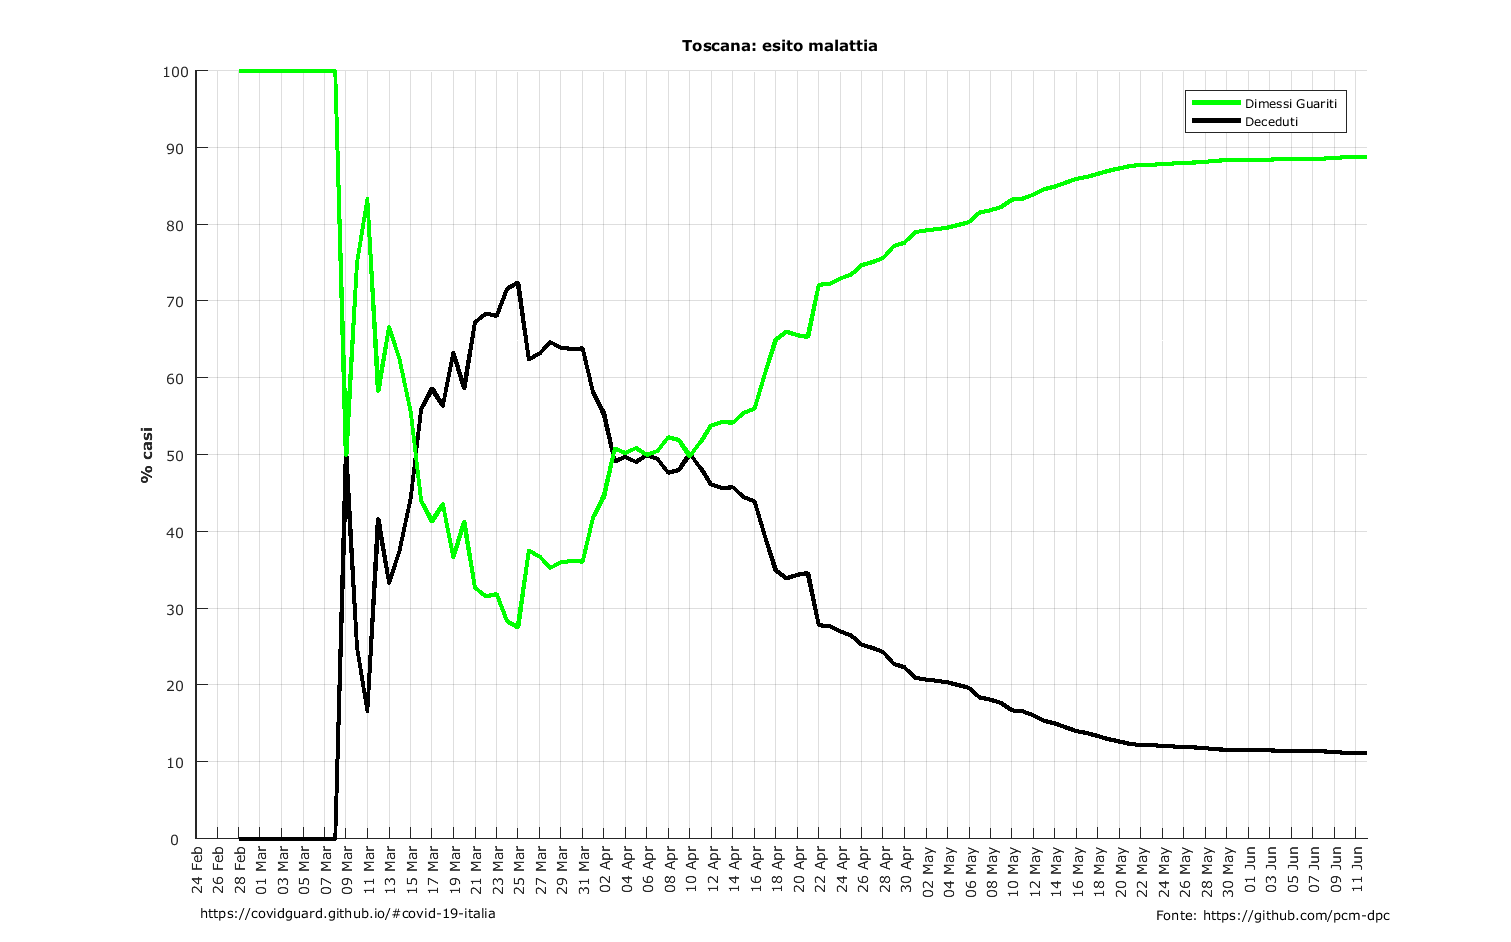 Toscana: esito malattia
Dimessi Guariti
Deceduti
% casi
100
90
80
70
60
50
40
30
20
10
0
24 Feb
26 Feb
28 Feb
01 Mar
03 Mar
05 Mar
07 Mar
09 Mar
11 Mar
13 Mar
15 Mar
17 Mar
19 Mar
21 Mar
23 Mar
25 Mar
27 Mar
29 Mar
31 Mar
02 Apr
04 Apr
06 Apr
08 Apr
10 Apr
12 Apr
14 Apr
16 Apr
18 Apr
20 Apr
22 Apr
24 Apr
26 Apr
28 Apr
30 Apr
02 May
04 May
06 May
08 May
10 May
12 May
14 May
16 May
18 May
20 May
22 May
24 May
26 May
28 May
30 May
01 Jun
03 Jun
05 Jun
07 Jun
09 Jun
11 Jun
https://covidguard.github.io/#covid-19-italia
Fonte: https://github.com/pcm-dpc